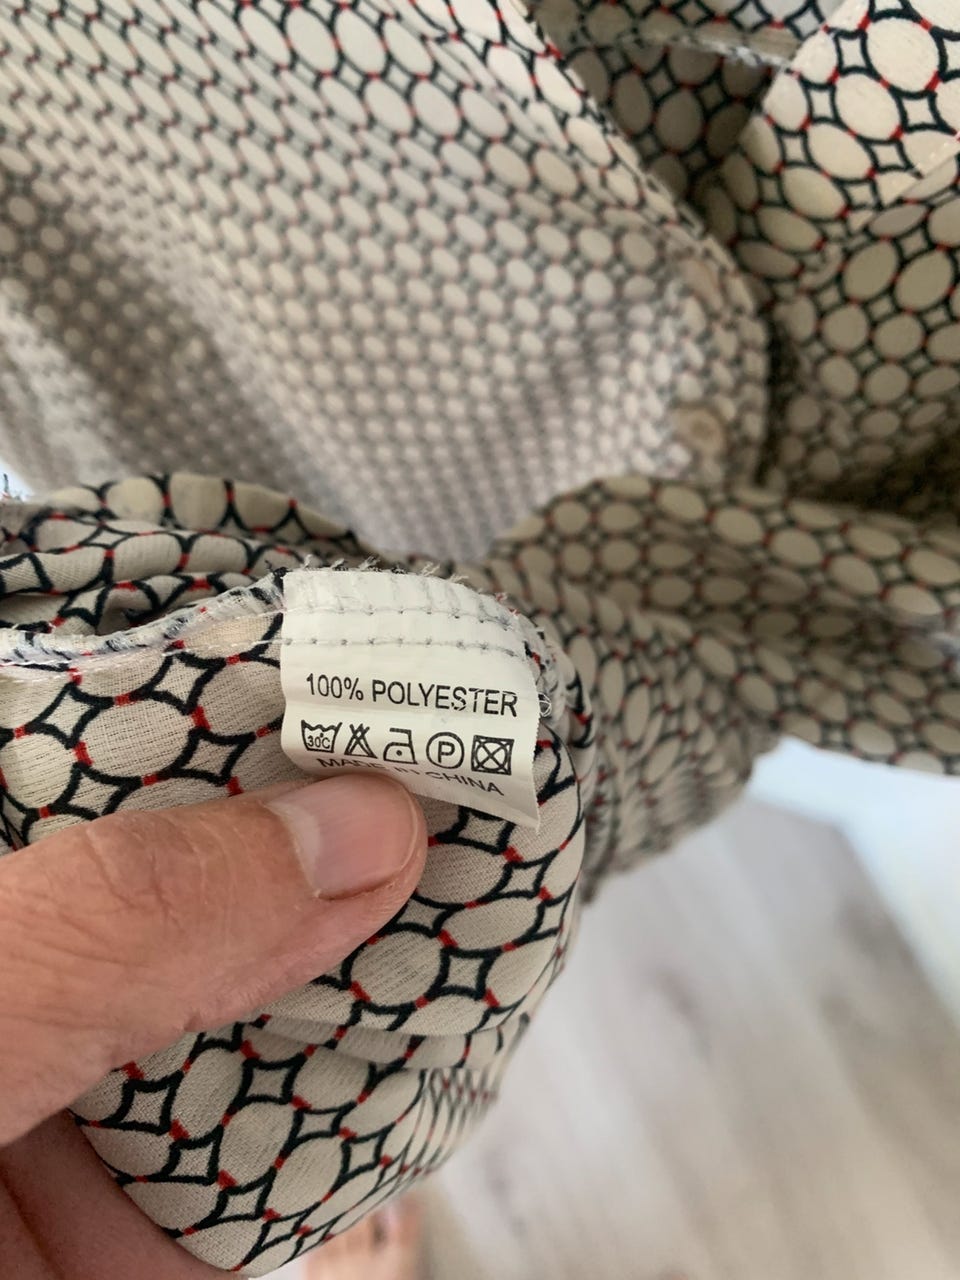 100% POLYESTER
30°C P
MADE IN CHINA